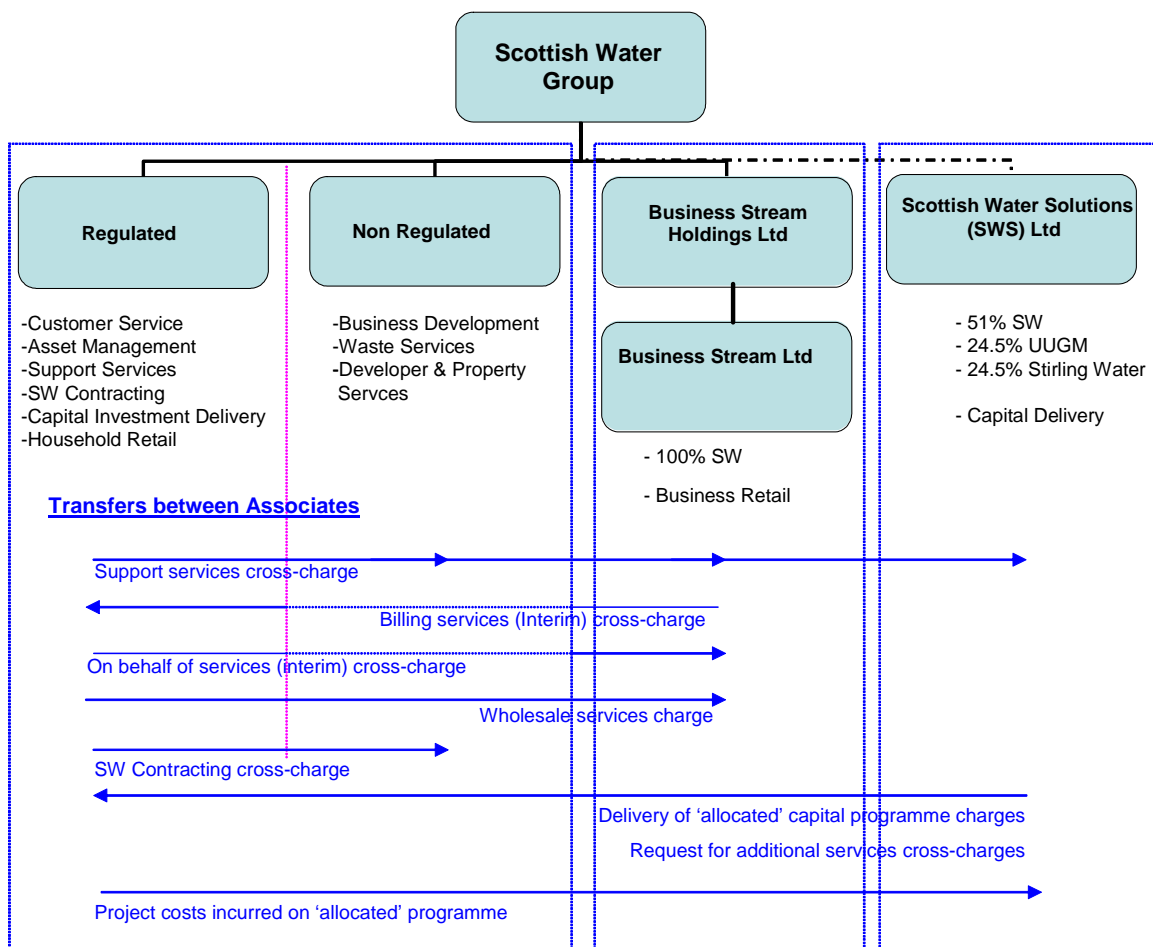 Scottish Water
Group
Regulated
Non Regulated
Business Stream
Holdings Ltd
Scottish Water Solutions
(SWS) Ltd
-Customer Service
-Asset Management
-Support Services
-SW Contracting
-Capital Investment Delivery
-Household Retail
-Business Development
-Waste Services
-Developer & Property
Servces
Business Stream Ltd
- 100% SW
- Business Retail
- 51% SW
- 24.5% UUGM
- 24.5% Stirling Water
- Capital Delivery
Transfers between Associates
Support services cross-charge
Billing services (Interim) cross-charge
On behalf of services (interim) cross-charge
Wholesale services charge
SW Contracting cross-charge
Delivery of ‘allocated’ capital programme charges
Request for additional services cross-charges
Project costs incurred on ‘allocated’ programme